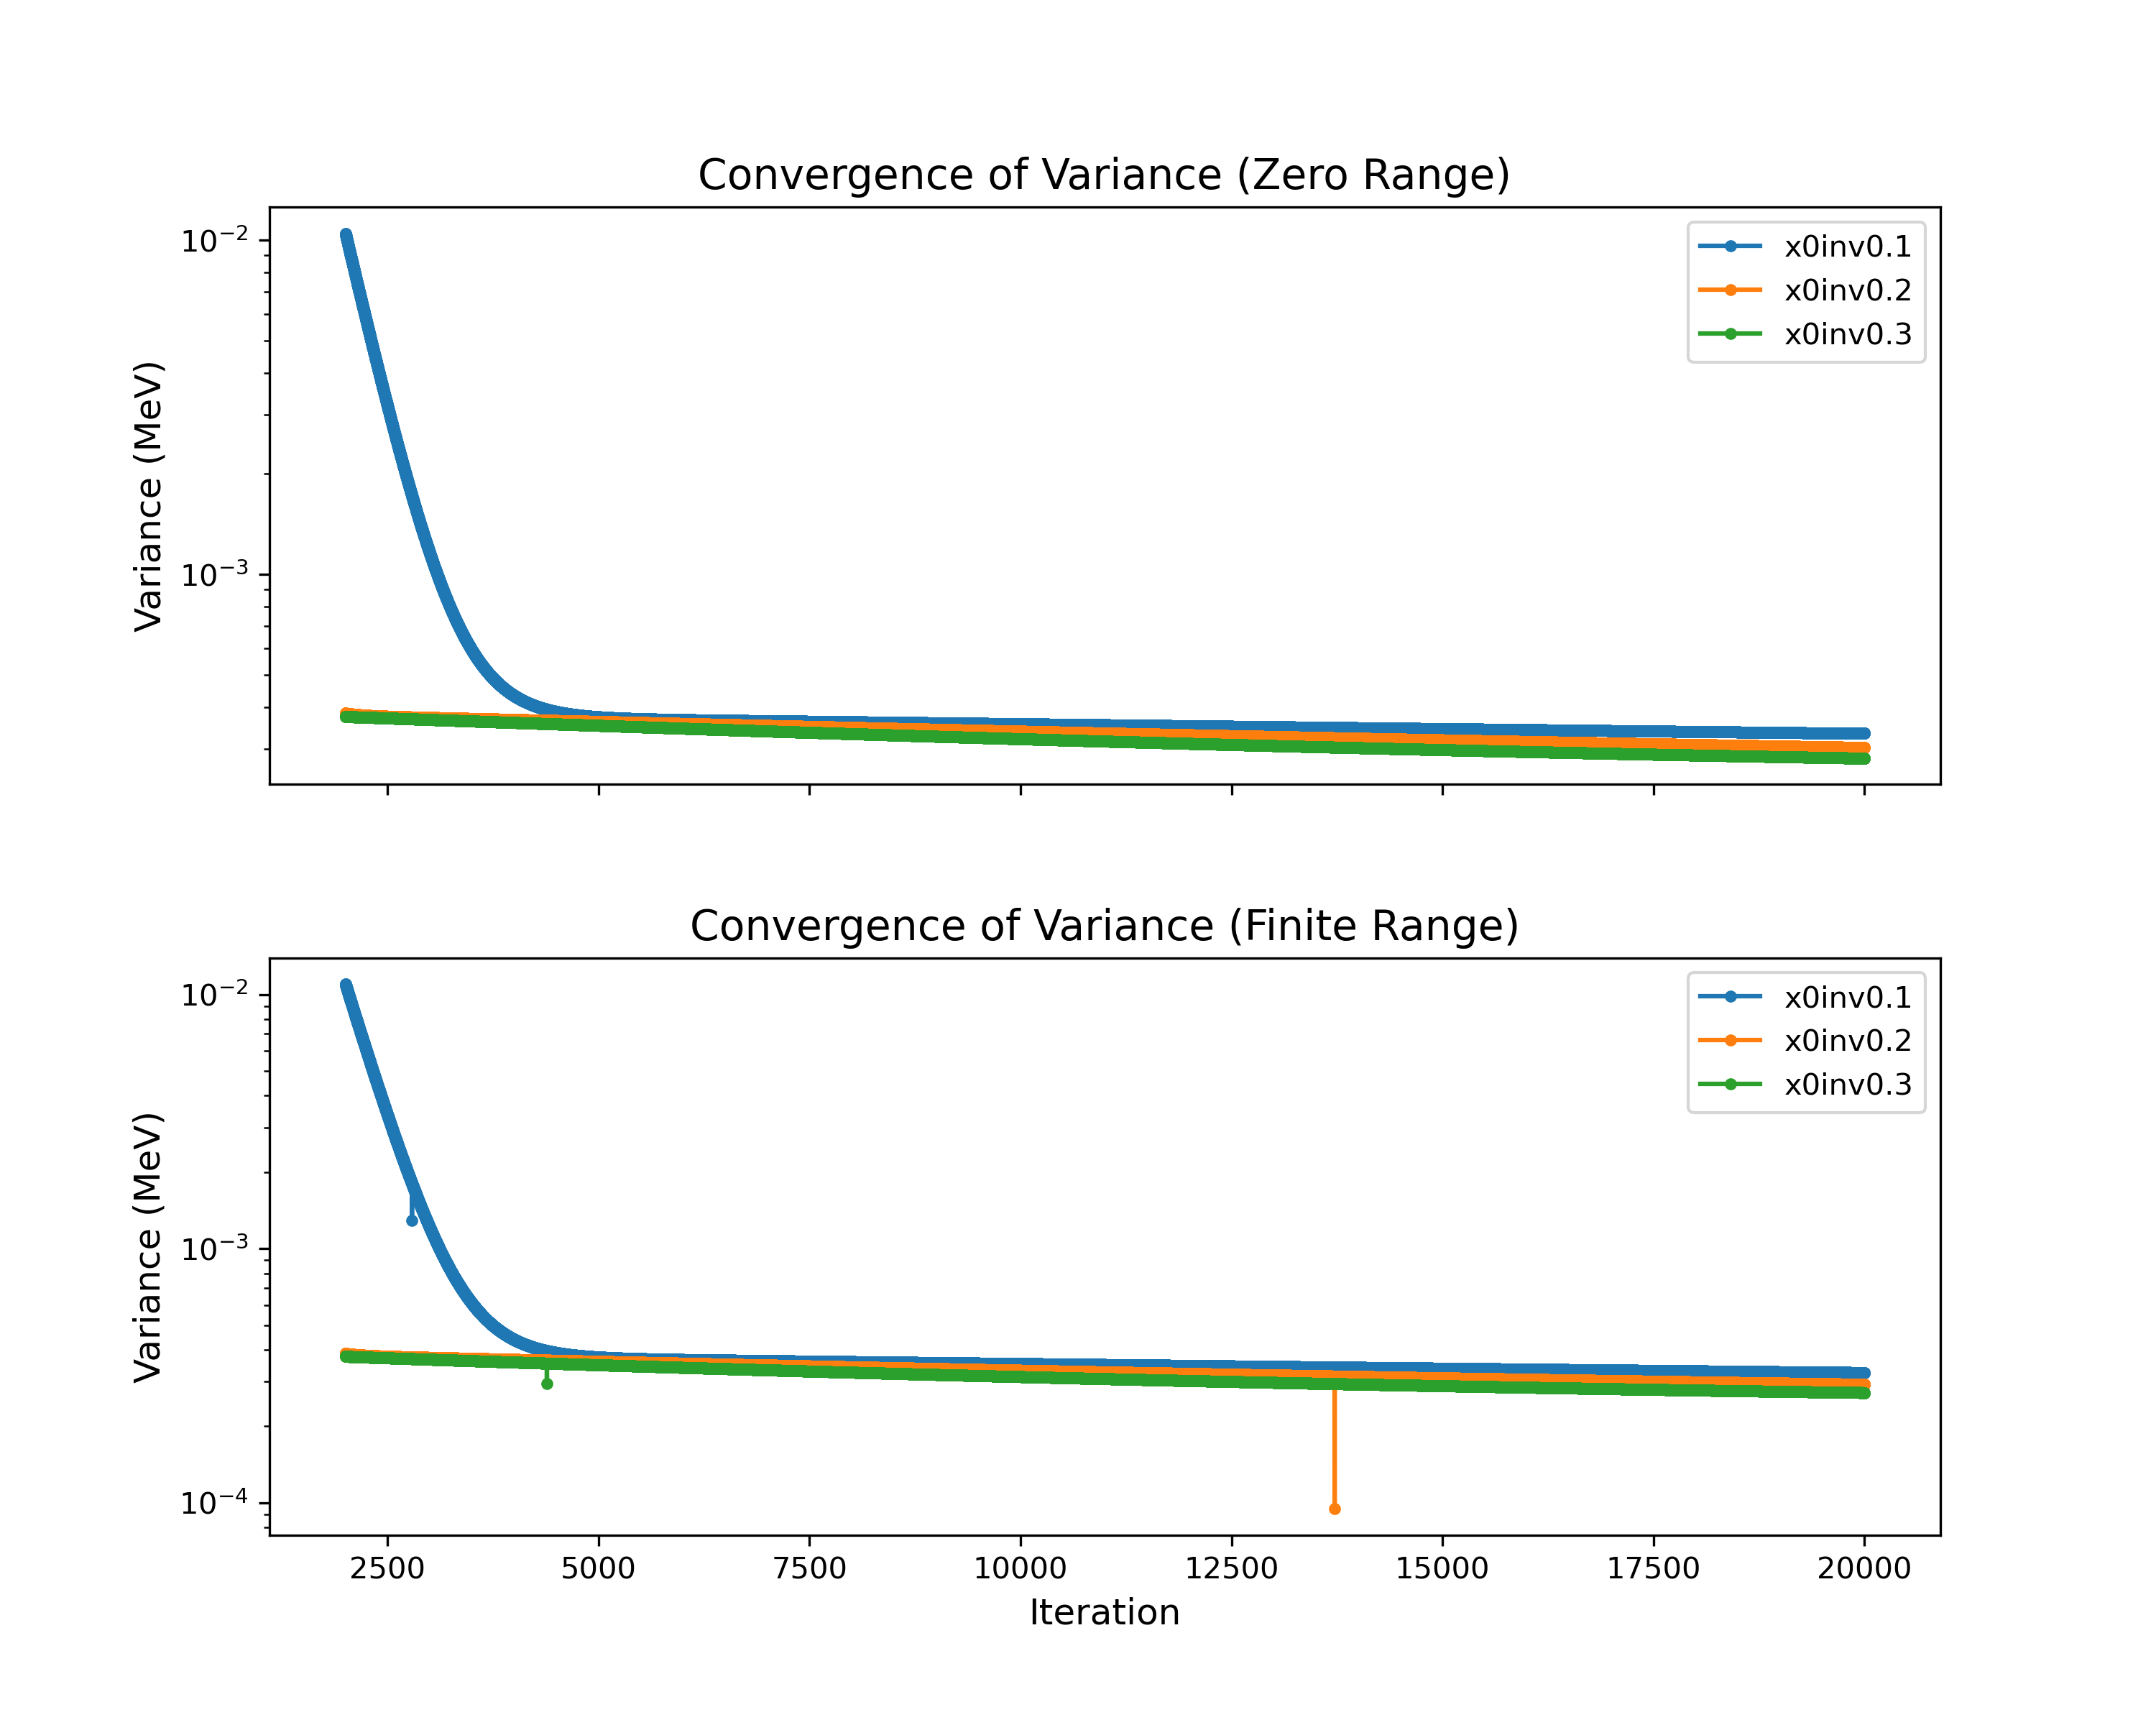 Convergence of Variance (Zero Range)
Variance (MeV)
10⁻²
10⁻³
x0inv0.1
x0inv0.2
x0inv0.3
Convergence of Variance (Finite Range)
Variance (MeV)
10⁻²
10⁻³
10⁻⁴
x0inv0.1
x0inv0.2
x0inv0.3
2500 5000 7500 10000 12500 15000 17500 20000
Iteration